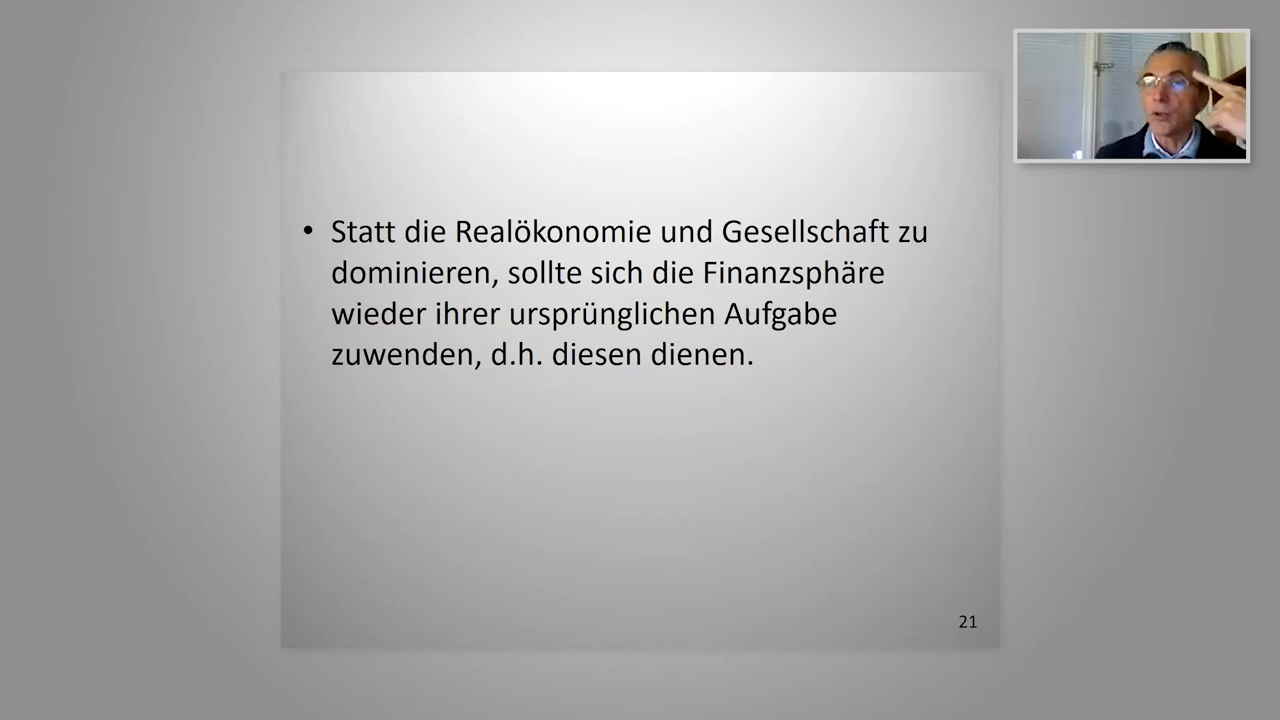 • Statt die Realökonomie und Gesellschaft zu
dominieren, sollte sich die Finanzsphäre
wieder ihrer ursprünglichen Aufgabe
zuwenden, d.h. diesen dienen.
21